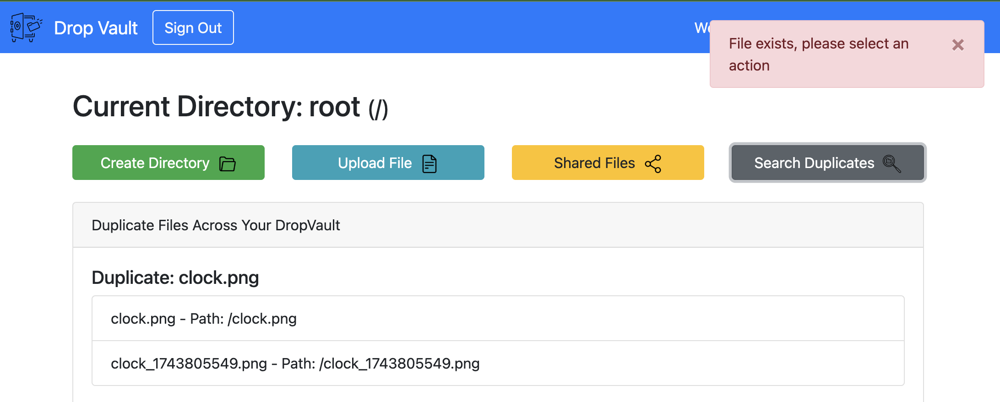 Drop Vault
Sign Out
File exists, please select an
action
Current Directory: root (/)
Create Directory
Upload File
Shared Files
Search Duplicates
Duplicate Files Across Your DropVault
Duplicate: clock.png
clock.png - Path: /clock.png
clock_1743805549.png - Path: /clock_1743805549.png